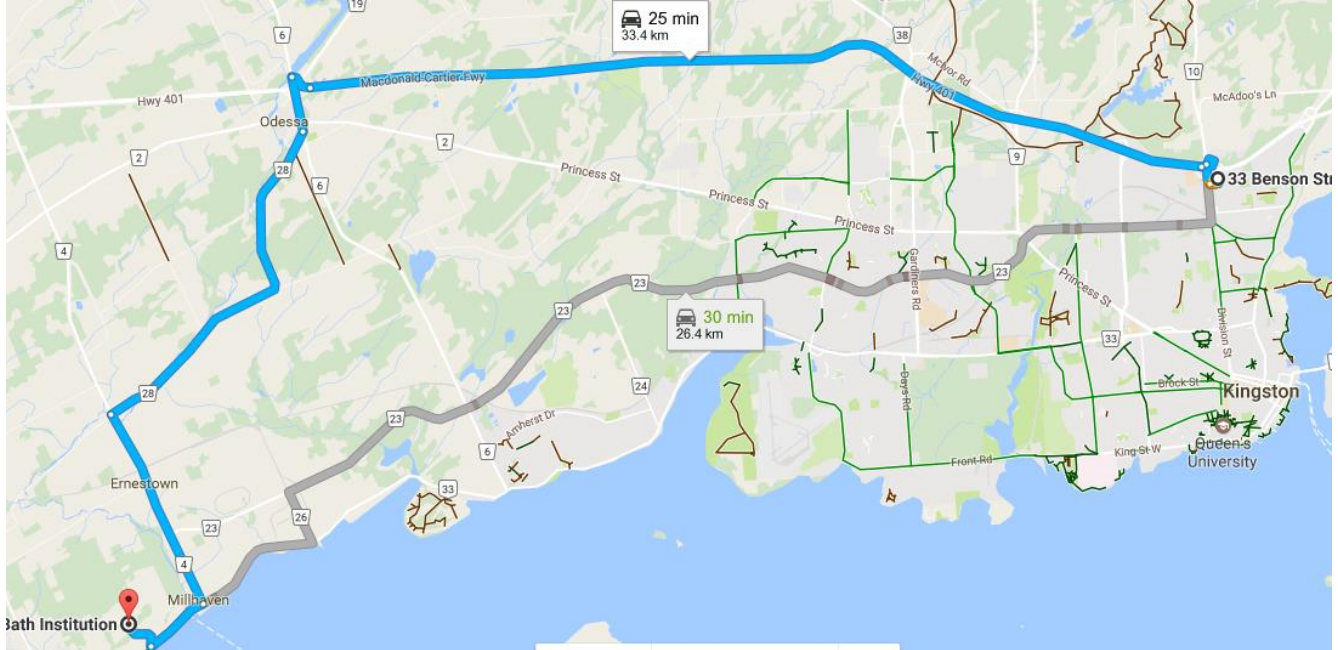 19
6
25 min
33.4 km
38
McIvor Rd
10
Macdonald-Cartier Fwy
Hwy 401
Hwy 401
McAdoo's Ln
Odessa
2
2
9
28
6
Princess St
Princess St
Princess St
33 Benson Str
4
Gardiners Rd
23
23
23
Princess St
30 min
26.4 km
33
Division St
28
24
Days Rd
Brock St
Kingston
23
Amherst Dr
6
Front Rd
King St W
Queen's
University
Ernestown
33
26
23
4
Millhaven
Bath Institution